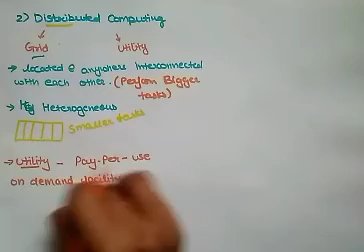 2) Distributed Computing
Grid Utility
→ located & anywhere interconnected
with each other. (Perform Bigger
tasks)
→ Heterogeneous
Smaller tasks
→ Utility - Pay-Per-use
on demand facility